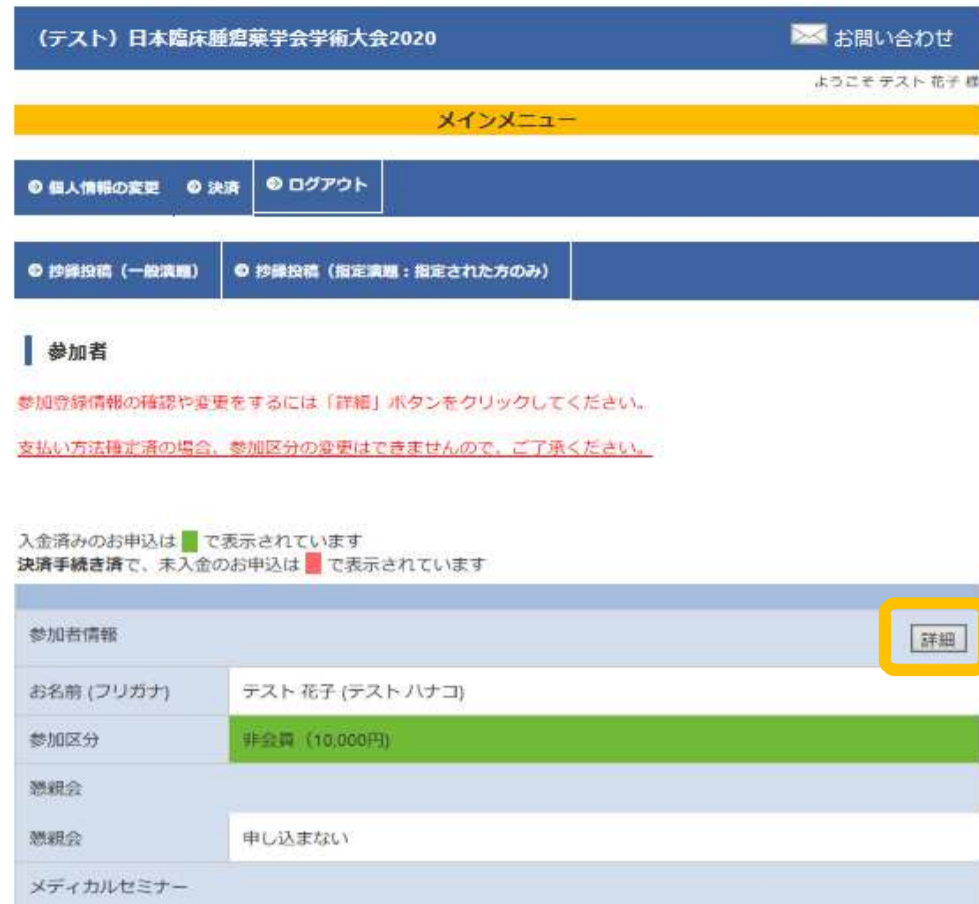 （テスト）日本臨床腫瘍薬学会学術大会2020
お問い合わせ
ようこそ テスト 花子 様
メインメニュー
個人情報の変更
決済
ログアウト
抄録投稿（一般演題）
抄録投稿（指定演題：指定された方のみ）
参加者
参加登録情報の確認や変更をするには「詳細」ボタンをクリックしてください。
支払い方法確定済の場合、参加区分の変更はできませんので、ご了承ください。
入金済みのお申込は で表示されています
決済手続き済で、未入金のお申込は で表示されています
参加者情報 詳細
お名前 (フリガナ) テスト 花子 (テスト ハナコ)
参加区分 非会員（10,000円)
懇親会
懇親会 申し込まない
メディカルセミナー